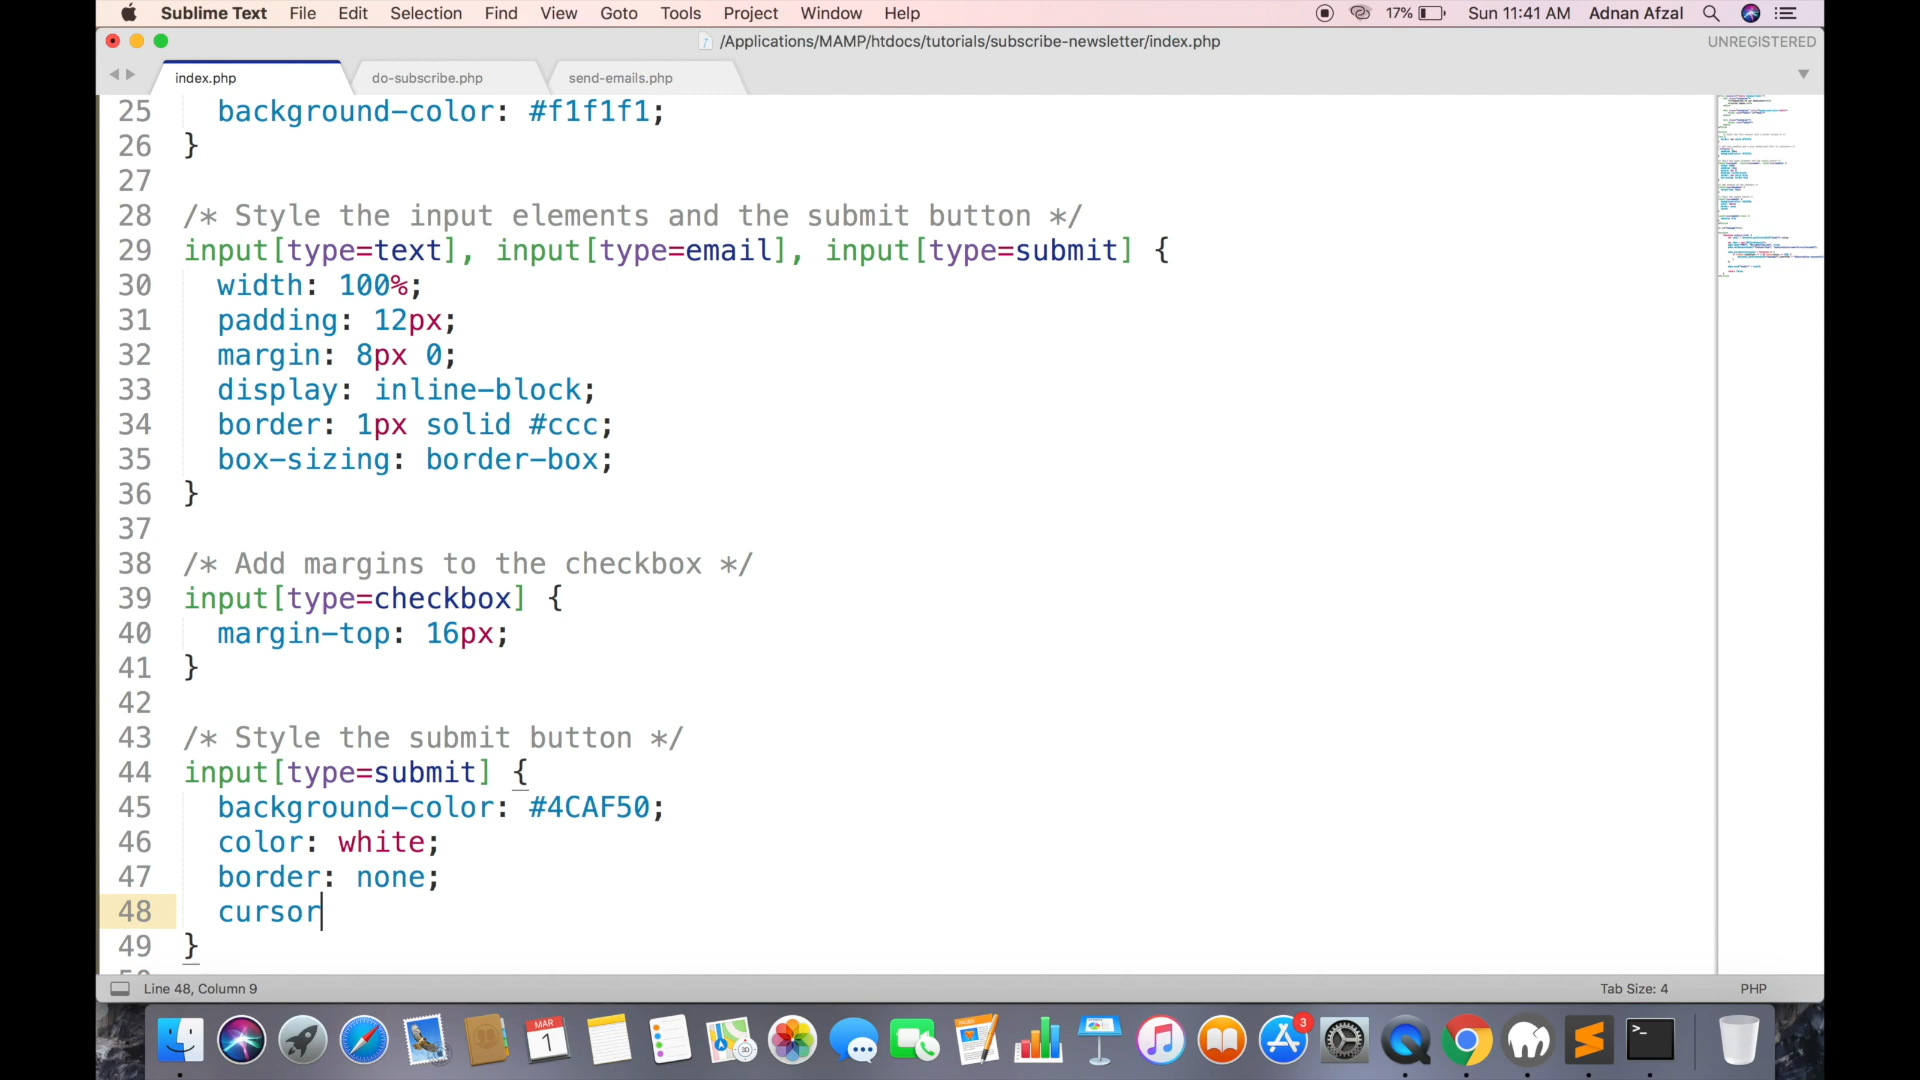 Sublime Text File Edit Selection Find View Goto Tools Project Window Help 17% Sun 11:41 AM Adnan Afzal
/Applications/MAMP/htdocs/tutorials/subscribe-newsletter/index.php UNREGISTERED
index.php do-subscribe.php send-emails.php
25 background-color: #f1f1f1;
26 }
27
28 /* Style the input elements and the submit button */
29 input[type=text], input[type=email], input[type=submit] {
30 width: 100%;
31 padding: 12px;
32 margin: 8px 0;
33 display: inline-block;
34 border: 1px solid #ccc;
35 box-sizing: border-box;
36 }
37
38 /* Add margins to the checkbox */
39 input[type=checkbox] {
40 margin-top: 16px;
41 }
42
43 /* Style the submit button */
44 input[type=submit] {
45 background-color: #4CAF50;
46 color: white;
47 border: none;
48 cursor
49 }
Line 48, Column 9 Tab Size: 4 PHP
MAR
1
3